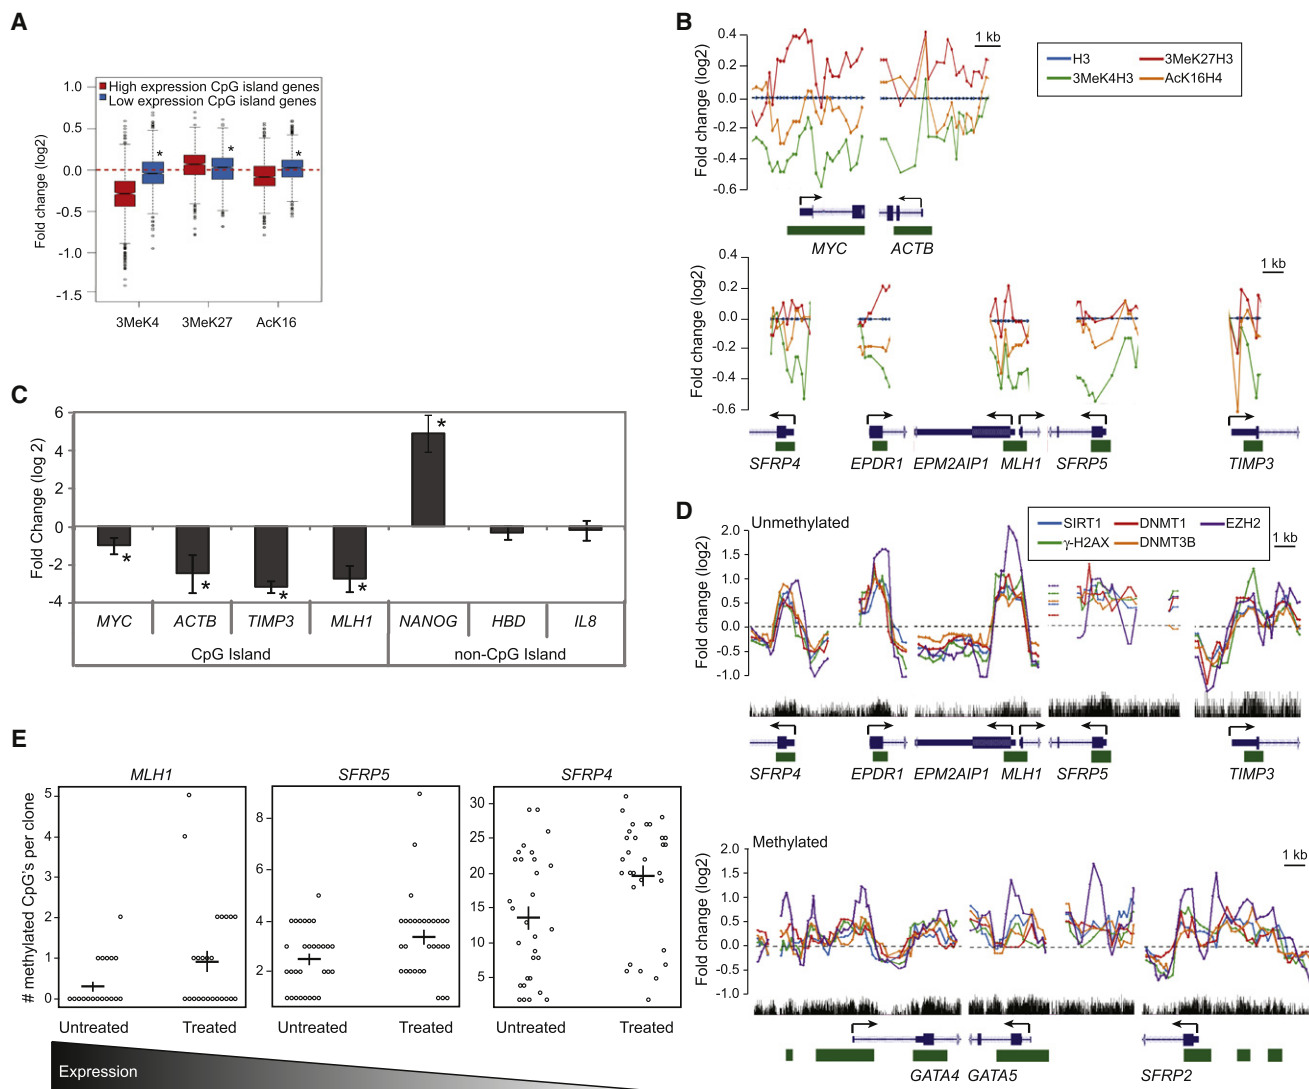 A
High expression CpG island genes
Low expression CpG island genes
Fold change (log2)
1.0
0.5
0.0
-0.5
-1.0
-1.5
*
*
*
3MeK4
3MeK27
AcK16
B
Fold change (log2)
0.4
0.2
0.0
-0.2
-0.4
-0.6
1 kb
H3
3MeK27H3
3MeK4H3
AcK16H4
MYC
ACTB
Fold change (log2)
0.4
0.2
0.0
-0.2
-0.4
-0.6
1 kb
SFRP4
EPDR1
EPM2AIP1
MLH1
SFRP5
TIMP3
C
Fold Change (log 2)
6
4
2
0
-2
-4
*
*
*
*
*
MYC
ACTB
TIMP3
MLH1
NANOG
HBD
IL8
CpG Island
non-CpG Island
D
Unmethylated
SIRT1
DNMT1
EZH2
γ-H2AX
DNMT3B
1 kb
Fold change (log2)
2.0
1.5
1.0
0.5
0.0
-0.5
-1.0
SFRP4
EPDR1
EPM2AIP1
MLH1
SFRP5
TIMP3
Methylated
1 kb
Fold change (log2)
2.0
1.5
1.0
0.5
0.0
-0.5
-1.0
GATA4
GATA5
SFRP2
E
# methylated CpG's per clone
MLH1
5
4
3
2
1
0
Untreated
Treated
SFRP5
8
6
4
2
Untreated
Treated
SFRP4
30
25
20
15
10
5
Untreated
Treated
Expression